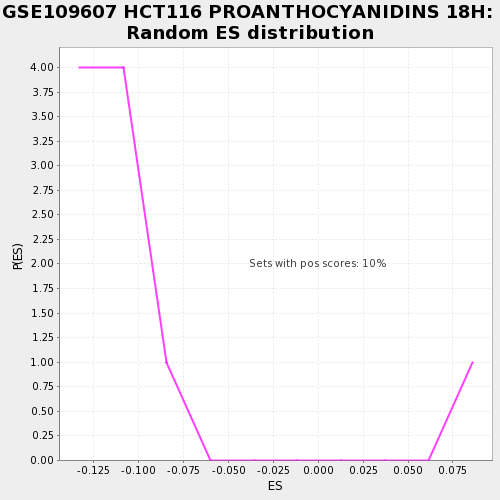 GSE109607 HCT116 PROANTHOCYANIDINS 18H:
Random ES distribution
4.00
3.75
3.50
3.25
3.00
2.75
2.50
2.25
2.00
1.75
1.50
1.25
1.00
0.75
0.50
0.25
0.00
P(ES)
Sets with pos scores: 10%
-0.125 -0.100 -0.075 -0.050 -0.025 0.000 0.025 0.050 0.075
ES